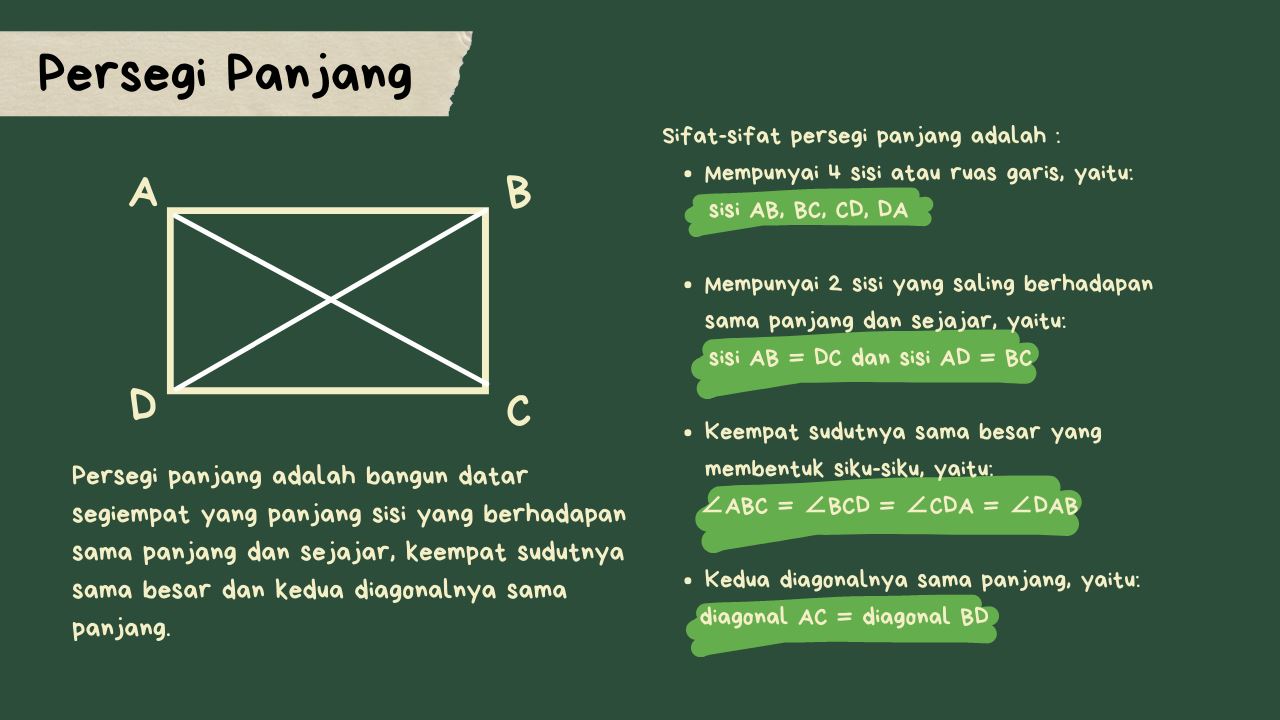 Persegi Panjang
A
B
D
C
Persegi panjang adalah bangun datar
segiempat yang panjang sisi yang berhadapan
sama panjang dan sejajar, keempat sudutnya
sama besar dan kedua diagonalnya sama
panjang.
Sifat-sifat persegi panjang adalah :
• Mempunyai 4 sisi atau ruas garis, yaitu:
sisi AB, BC, CD, DA
• Mempunyai 2 sisi yang saling berhadapan
sama panjang dan sejajar, yaitu:
sisi AB = DC dan sisi AD = BC
• Keempat sudutnya sama besar yang
membentuk siku-siku, yaitu:
∠ABC = ∠BCD = ∠CDA = ∠DAB
• Kedua diagonalnya sama panjang, yaitu:
diagonal AC = diagonal BD